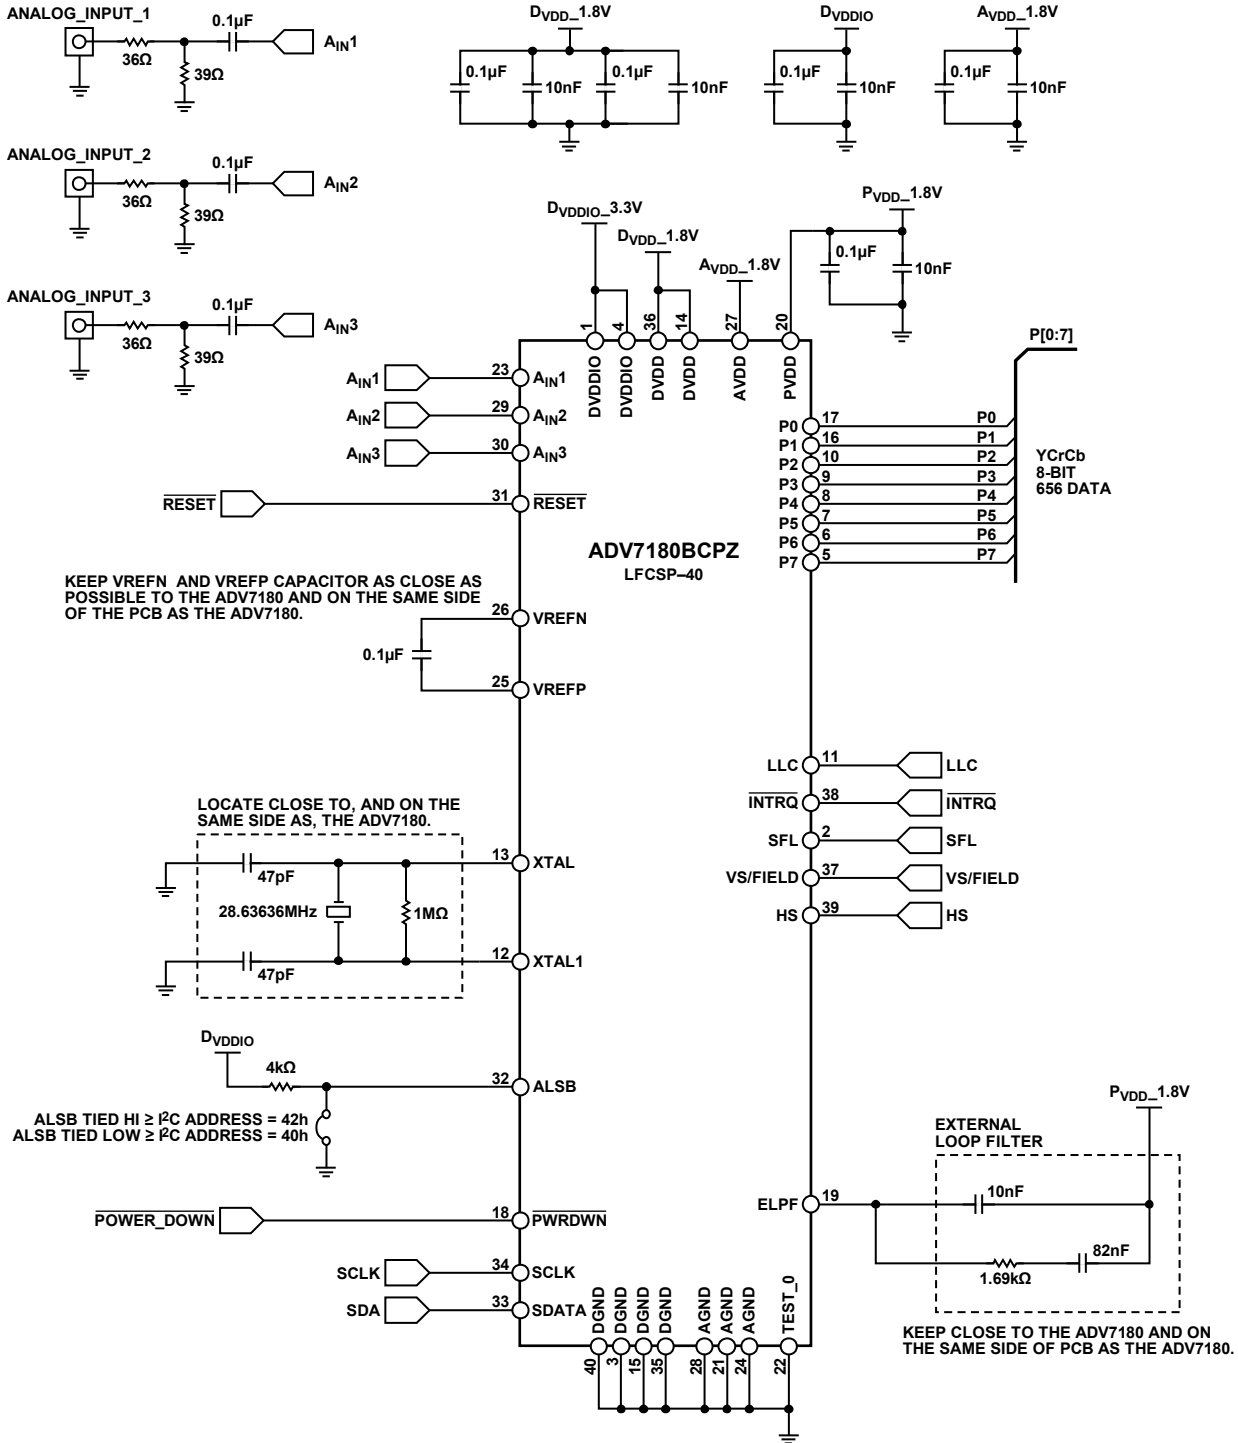 ANALOG_INPUT_1
0.1µF
36Ω
39Ω
AIN1
ANALOG_INPUT_2
0.1µF
36Ω
39Ω
AIN2
ANALOG_INPUT_3
0.1µF
36Ω
39Ω
AIN3
DVDD_1.8V
0.1µF
10nF
0.1µF
10nF
DVDDIO
0.1µF
10nF
AVDD_1.8V
0.1µF
10nF
DVDDIO_3.3V
DVDD_1.8V
AVDD_1.8V
PVDD_1.8V
0.1µF
10nF
1
4
36
14
27
20
DVDDIO
DVDDIO
DVDD
DVDD
AVDD
PVDD
AIN1
23
AIN1
AIN2
29
AIN2
AIN3
30
AIN3
RESET
31
RESET
P[0:7]
P0
17
P0
P1
16
P1
P2
10
P2
P3
9
P3
P4
8
P4
P5
7
P5
P6
6
P6
P7
5
P7
YCrCb
8-BIT
656 DATA
ADV7180BCPZ
LFCSP–40
KEEP VREFN AND VREFP CAPACITOR AS CLOSE AS
POSSIBLE TO THE ADV7180 AND ON THE SAME SIDE
OF THE PCB AS THE ADV7180.
26
VREFN
0.1µF
25
VREFP
LLC
11
LLC
INTRQ
38
INTRQ
SFL
2
SFL
VS/FIELD
37
VS/FIELD
HS
39
HS
LOCATE CLOSE TO, AND ON THE
SAME SIDE AS, THE ADV7180.
47pF
13
XTAL
28.63636MHz
1MΩ
47pF
12
XTAL1
DVDDIO
4kΩ
32
ALSB
ALSB TIED HI ≥ I2C ADDRESS = 42h
ALSB TIED LOW ≥ I2C ADDRESS = 40h
POWER_DOWN
18
PWRDWN
SCLK
34
SCLK
SDA
33
SDATA
PVDD_1.8V
EXTERNAL
LOOP FILTER
ELPF
19
10nF
82nF
1.69kΩ
KEEP CLOSE TO THE ADV7180 AND ON
THE SAME SIDE OF PCB AS THE ADV7180.
DGND
DGND
DGND
DGND
AGND
AGND
AGND
TEST_0
40
3
15
35
28
21
24
22